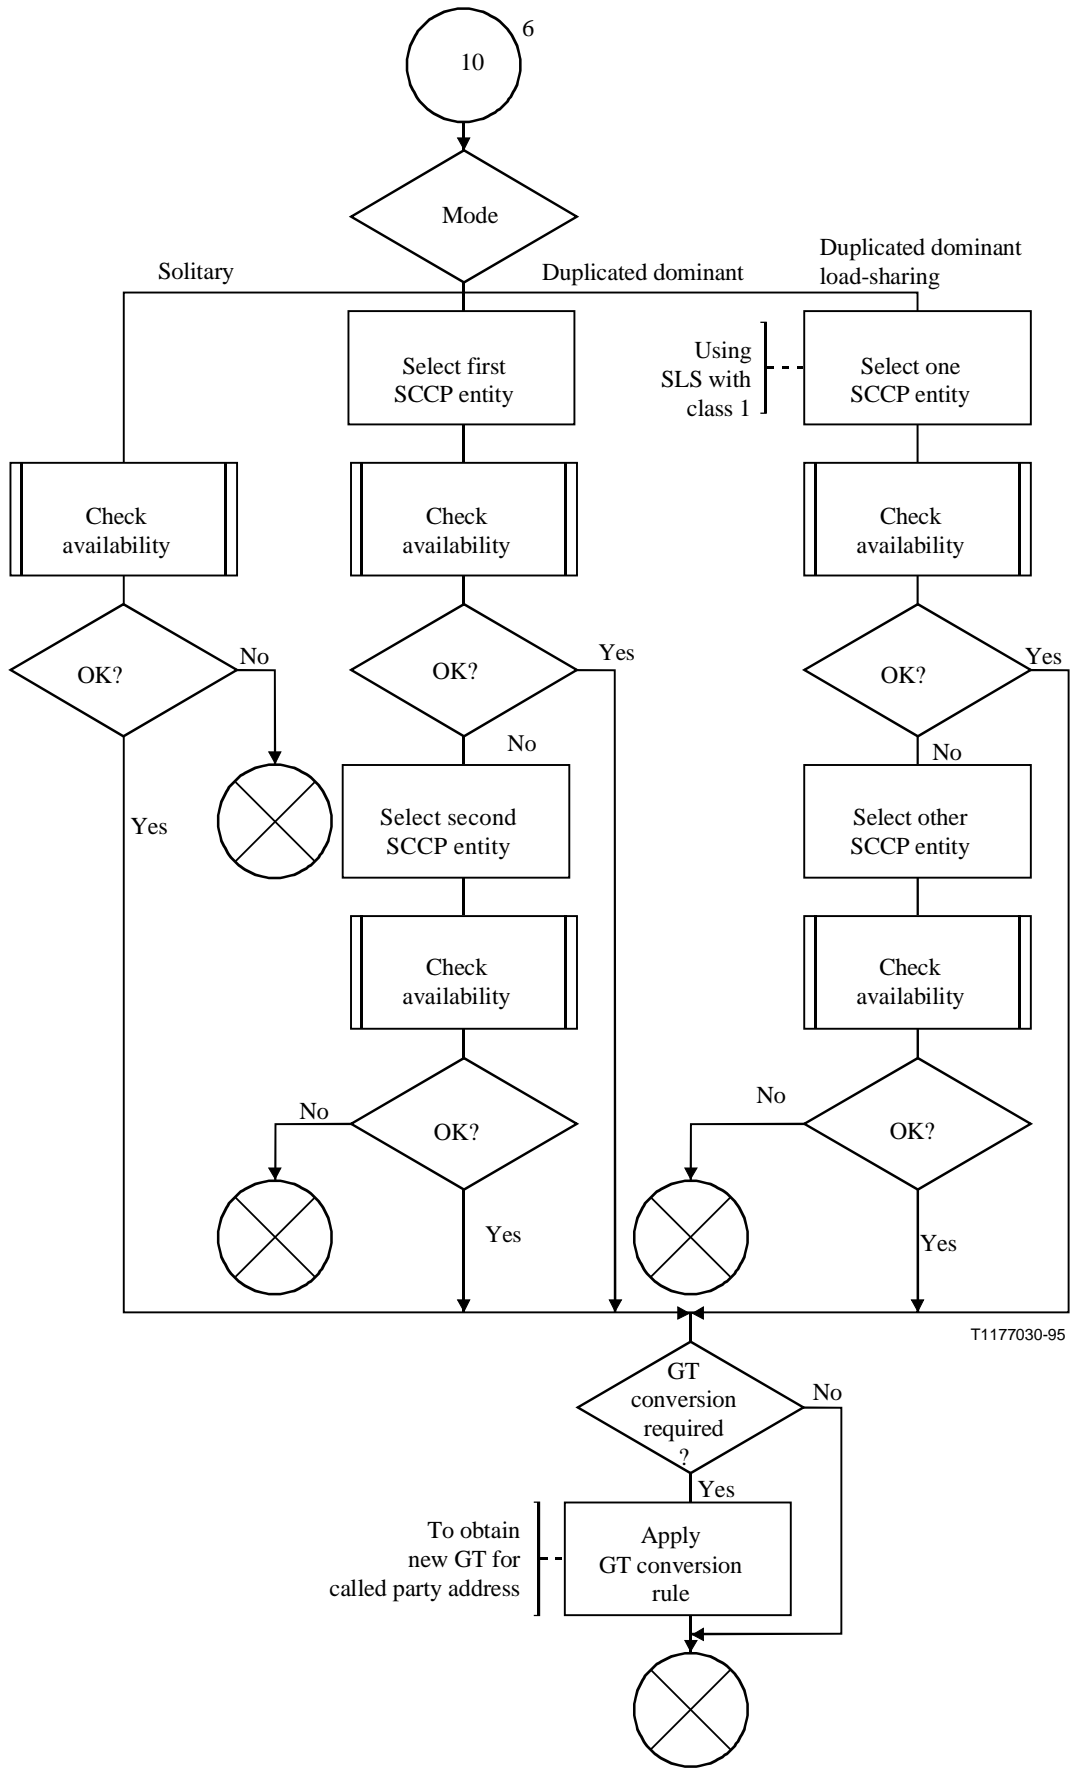 6
10
Mode
Solitary
Duplicated dominant
Duplicated dominant
load-sharing
Select first
SCCP entity
Using
SLS with
class 1
Select one
SCCP entity
Check
availability
Check
availability
Check
availability
OK?
No
OK?
Yes
OK?
Yes
No
No
Yes
Select second
SCCP entity
Select other
SCCP entity
Check
availability
Check
availability
No
OK?
No
OK?
Yes
Yes
T1177030-95
GT
conversion
required
?
No
Yes
To obtain
new GT for
called party address
Apply
GT conversion
rule